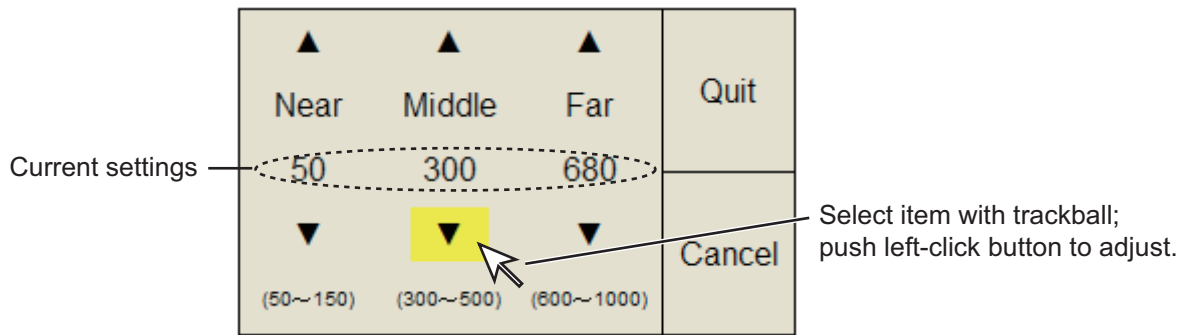 ▲ ▲ ▲
Near Middle Far
Quit
Current settings
50 300 680
▼ ▼ ▼
Select item with trackball;
push left-click button to adjust.
Cancel
(50～150) (300～500) (600～1000)